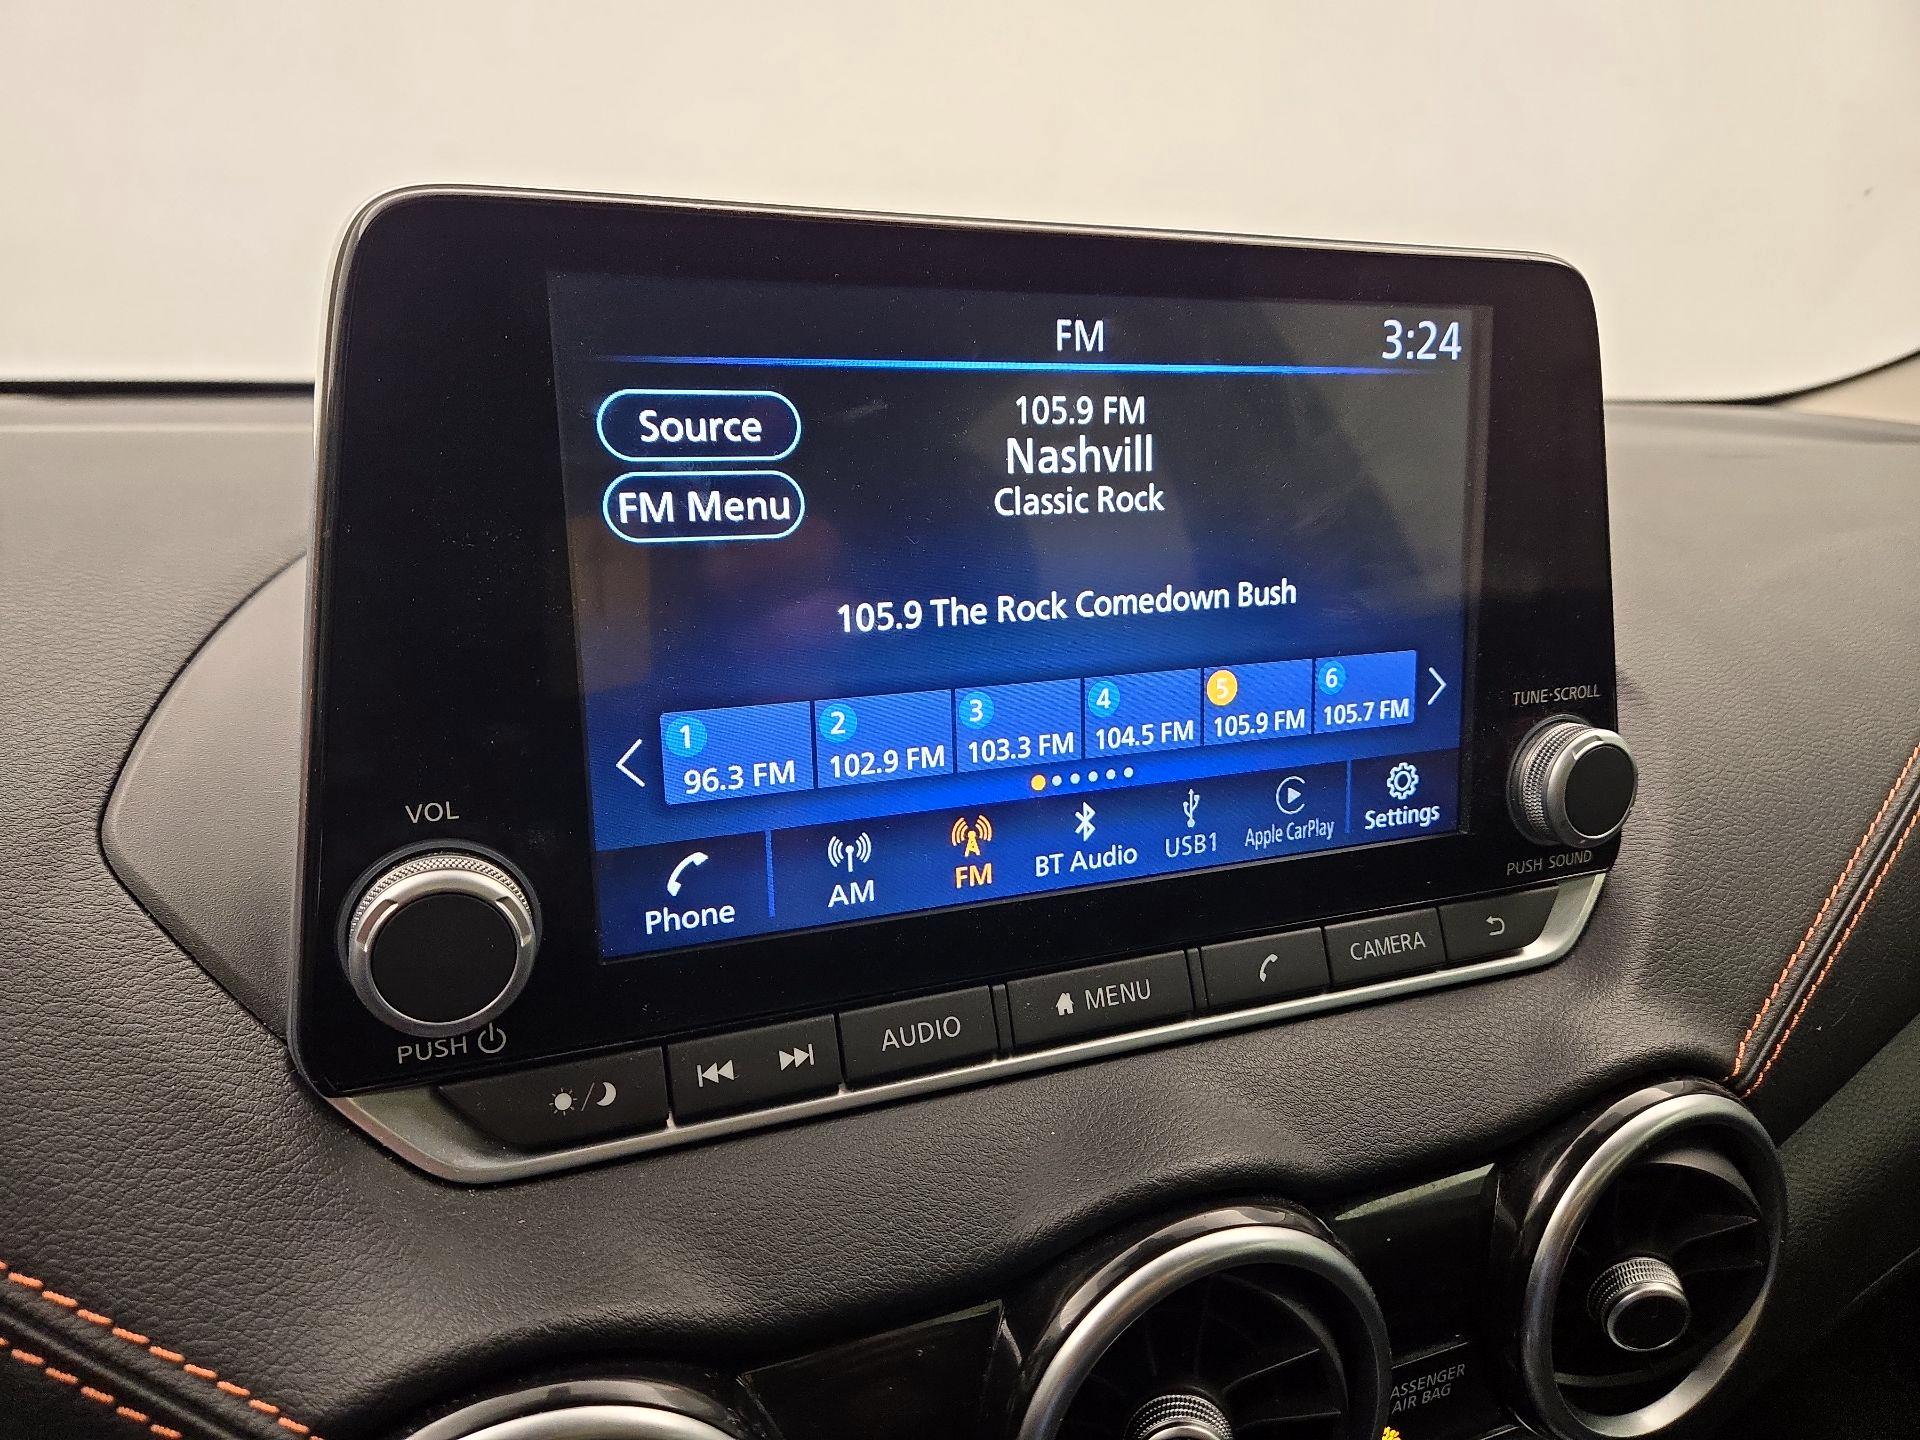 FM
3:24
Source
105.9 FM
Nashvill
FM Menu
Classic Rock
105.9 The Rock Comedown Bush
1
2
3
4
5
6
96.3 FM
102.9 FM
103.3 FM
104.5 FM
105.9 FM
105.7 FM
Phone
AM
FM
BT Audio
USB1
Apple CarPlay
Settings
VOL
PUSH
TUNE·SCROLL
PUSH SOUND
AUDIO
MENU
CAMERA
ASSENGER
AIR BAG